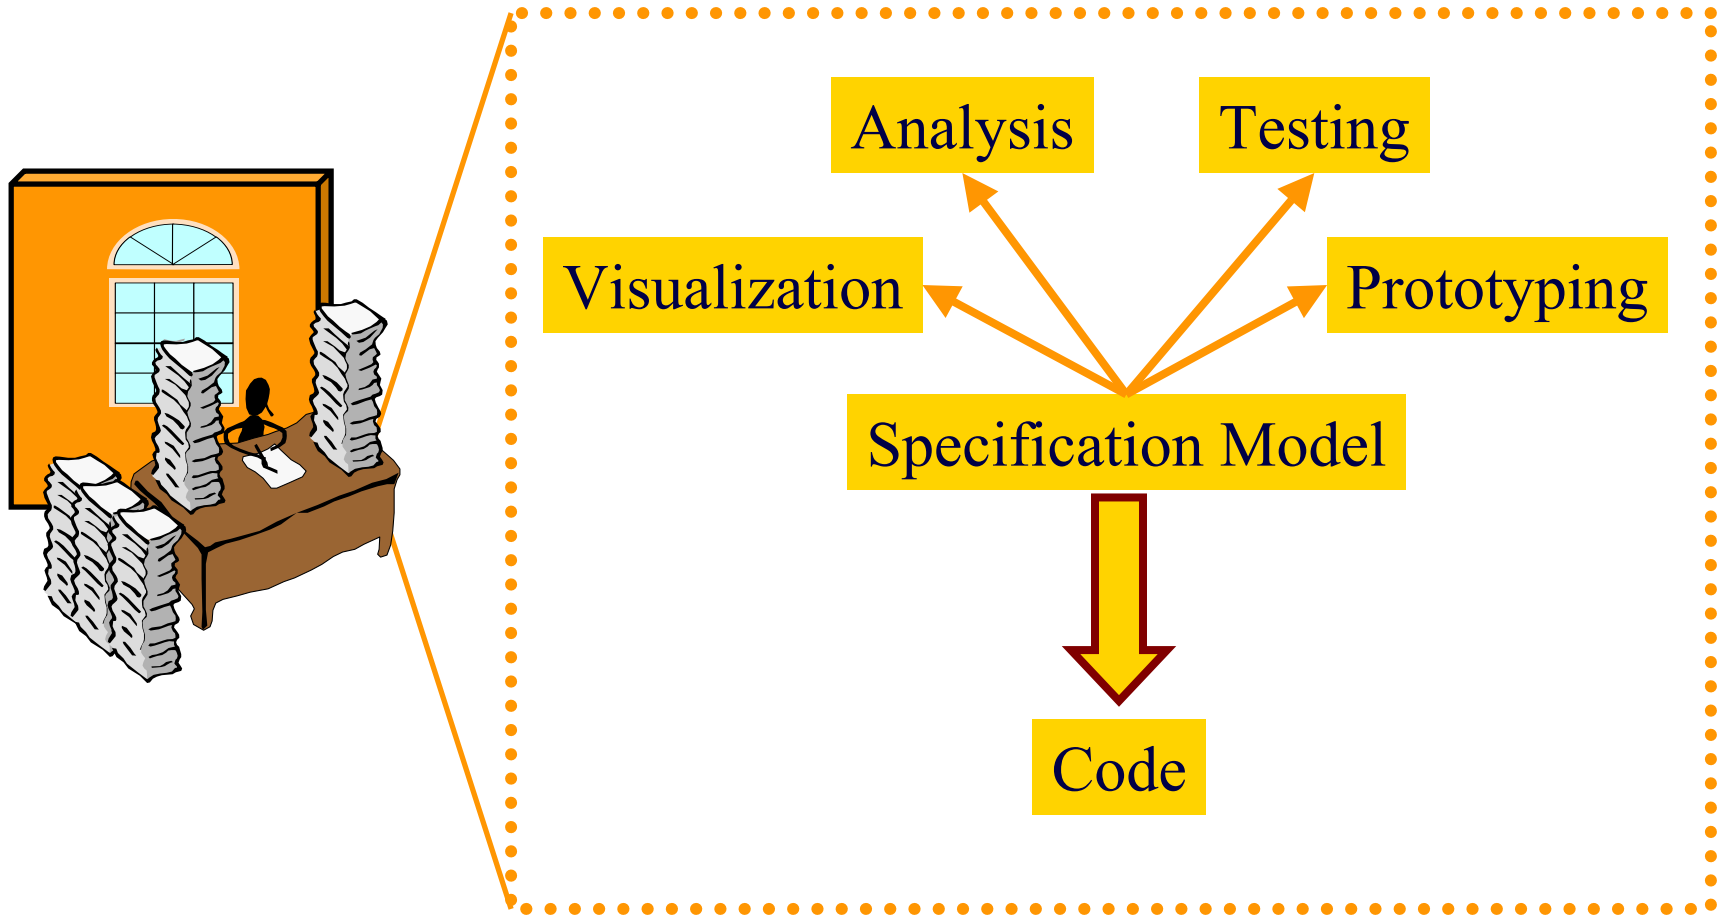 Analysis
Testing
Visualization
Prototyping
Specification Model
Code